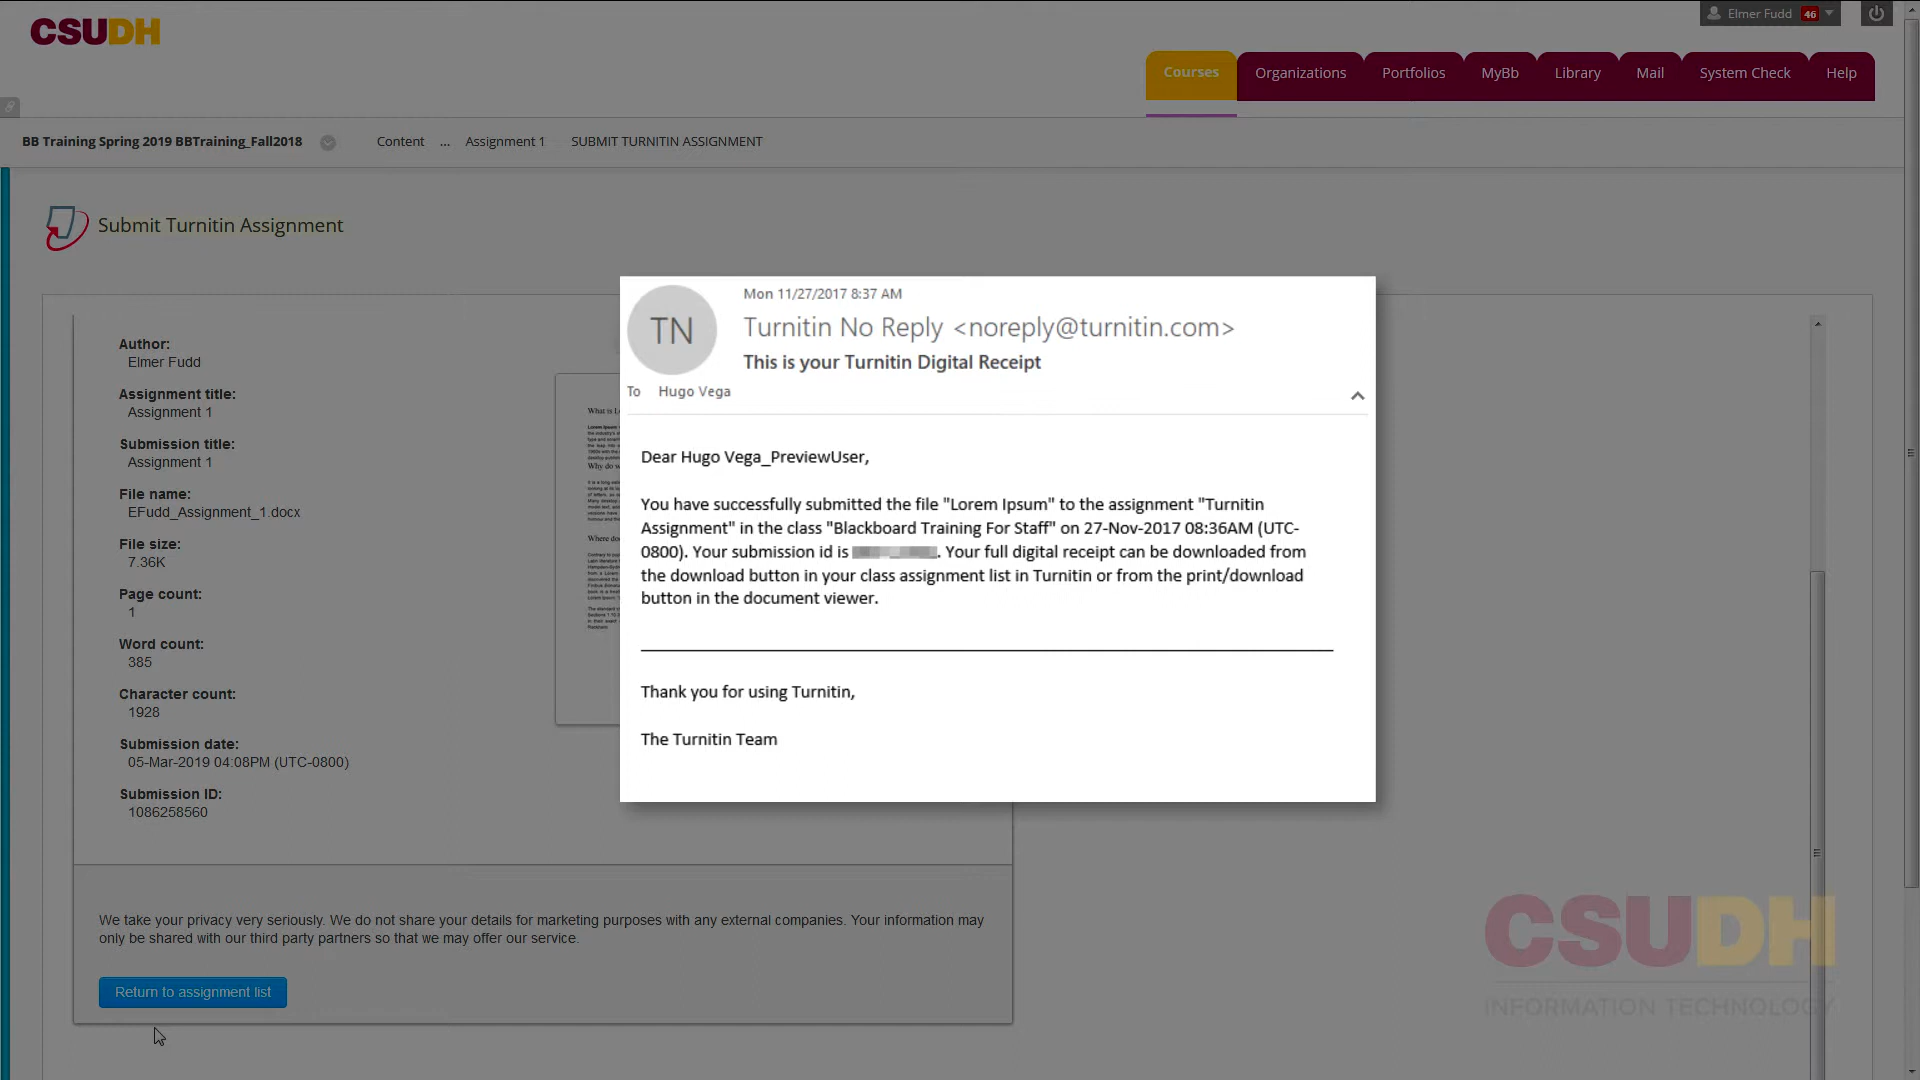 CSUDH
Elmer Fudd 46
Courses Organizations Portfolios MyBb Library Mail System Check Help
BB Training Spring 2019 BBTraining_Fall2018 Content ... Assignment 1 SUBMIT TURNITIN ASSIGNMENT
Submit Turnitin Assignment
Author:
Elmer Fudd
Assignment title:
Assignment 1
Submission title:
Assignment 1
File name:
EFudd_Assignment_1.docx
File size:
7.36K
Page count:
1
Word count:
385
Character count:
1928
Submission date:
05-Mar-2019 04:08PM (UTC-0800)
Submission ID:
1086258560
What is
Why do
Where do
TN
Mon 11/27/2017 8:37 AM
Turnitin No Reply <noreply@turnitin.com>
This is your Turnitin Digital Receipt
To Hugo Vega
Dear Hugo Vega_PreviewUser,
You have successfully submitted the file "Lorem Ipsum" to the assignment "Turnitin
Assignment" in the class "Blackboard Training For Staff" on 27-Nov-2017 08:36AM (UTC-
0800). Your submission id is . Your full digital receipt can be downloaded from
the download button in your class assignment list in Turnitin or from the print/download
button in the document viewer.
Thank you for using Turnitin,
The Turnitin Team
We take your privacy very seriously. We do not share your details for marketing purposes with any external companies. Your information may
only be shared with our third party partners so that we may offer our service.
Return to assignment list
CSUDH
INFORMATION TECHNOLOGY